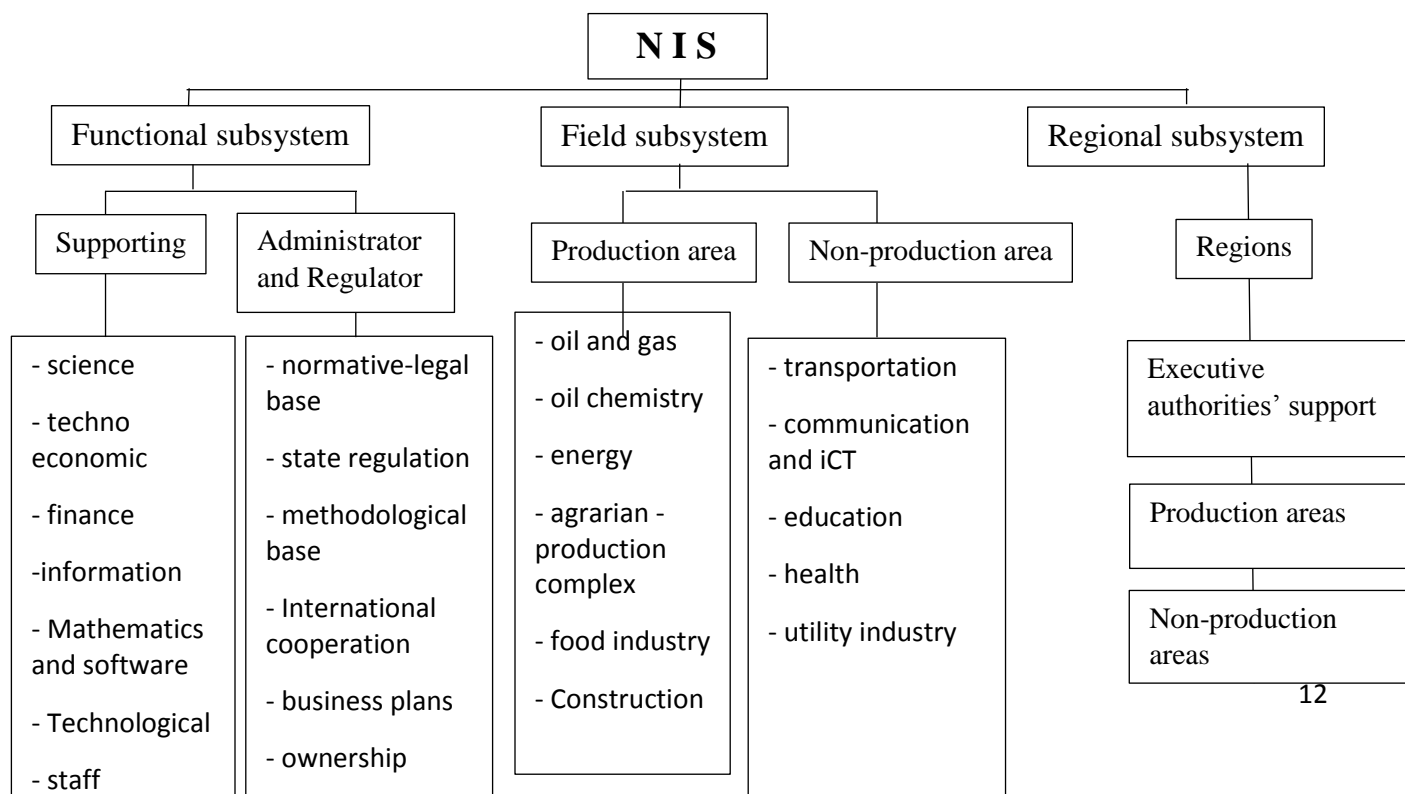 N I S
Functional subsystem
Field subsystem
Regional subsystem
Supporting
Administrator
and Regulator
Production area
Non-production area
Regions
- science
- techno
economic
- finance
-information
- Mathematics
and software
- Technological
- staff
- normative-legal
base
- state regulation
- methodological
base
- International
cooperation
- business plans
- ownership
- oil and gas
- oil chemistry
- energy
- agrarian -
production
complex
- food industry
- Construction
- transportation
- communication
and iCT
- education
- health
- utility industry
Executive
authorities’ support
Production areas
Non-production
areas
12